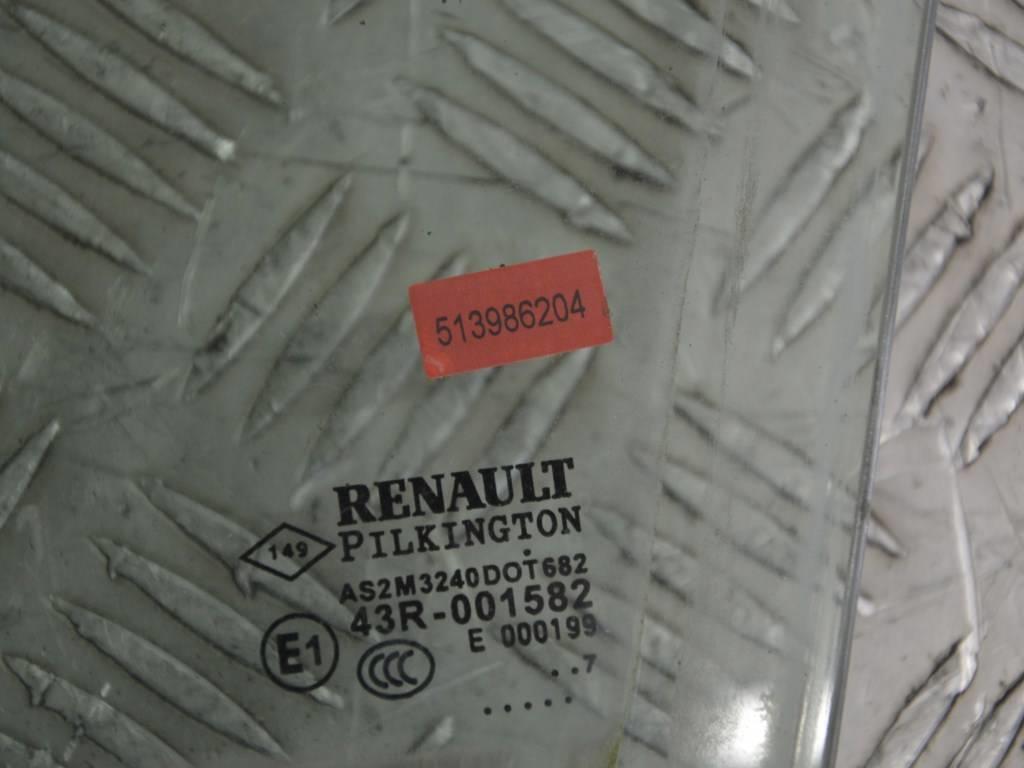 513986204
RENAULT
149 PILKINGTON
AS2M3240DOT682
43R-001582
E1 CCC E 000199
. . 7
. . . . .